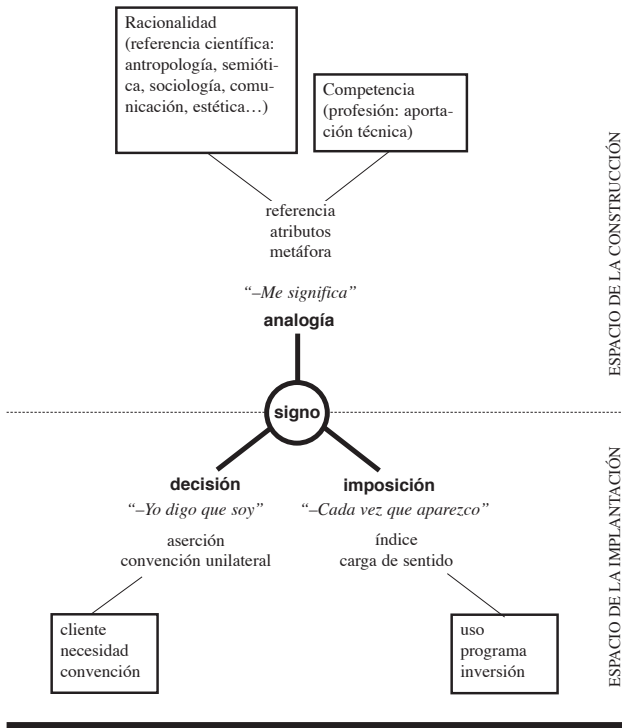 Racionalidad
(referencia científica:
antropología, semióti-
ca, sociología, comu-
nicación, estética…)
Competencia
(profesión: aporta-
ción técnica)
referencia
atributos
metáfora
“–Me significa”
analogía
ESPACIO DE LA CONSTRUCCIÓN
signo
decisión
“–Yo digo que soy”
aserción
convención unilateral
imposición
“–Cada vez que aparezco”
índice
carga de sentido
cliente
necesidad
convención
uso
programa
inversión
ESPACIO DE LA IMPLANTACIÓN